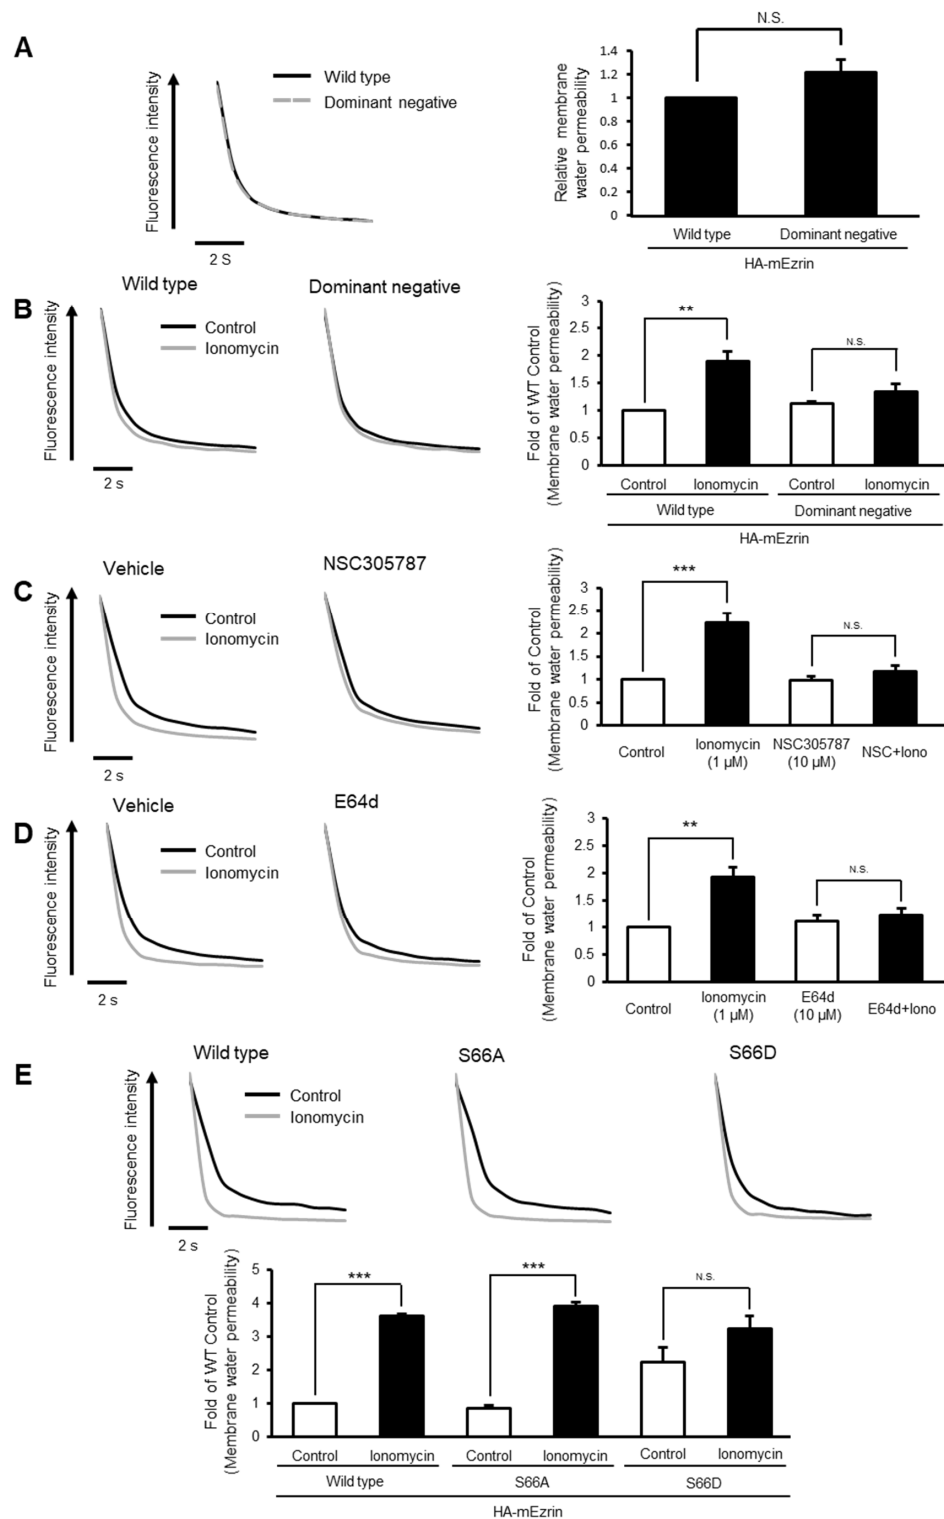 A
Fluorescence intensity
Wild type
Dominant negative
2 S
N.S.
Relative membrane
water permeability
1.4
1.2
1
0.8
0.6
0.4
0.2
0
Wild type
Dominant negative
HA-mEzrin
B
Wild type
Dominant negative
Fluorescence intensity
Control
Ionomycin
2 s
Fold of WT Control
(Membrane water permeability)
3
2.5
2
1.5
1
0.5
0
**
N.S.
Control
Ionomycin
Control
Ionomycin
Wild type
Dominant negative
HA-mEzrin
C
Vehicle
NSC305787
Fluorescence intensity
Control
Ionomycin
2 s
Fold of Control
(Membrane water permeability)
3
2.5
2
1.5
1
0.5
0
***
N.S.
Control
Ionomycin
(1 µM)
NSC305787
(10 µM)
NSC+Iono
D
Vehicle
E64d
Fluorescence intensity
Control
Ionomycin
2 s
Fold of Control
(Membrane water permeability)
3
2.5
2
1.5
1
0.5
0
**
N.S.
Control
Ionomycin
(1 µM)
E64d
(10 µM)
E64d+Iono
E
Wild type
S66A
S66D
Fluorescence intensity
Control
Ionomycin
2 s
Fold of WT Control
(Membrane water permeability)
5
4
3
2
1
0
***
***
N.S.
Control
Ionomycin
Control
Ionomycin
Control
Ionomycin
Wild type
S66A
S66D
HA-mEzrin